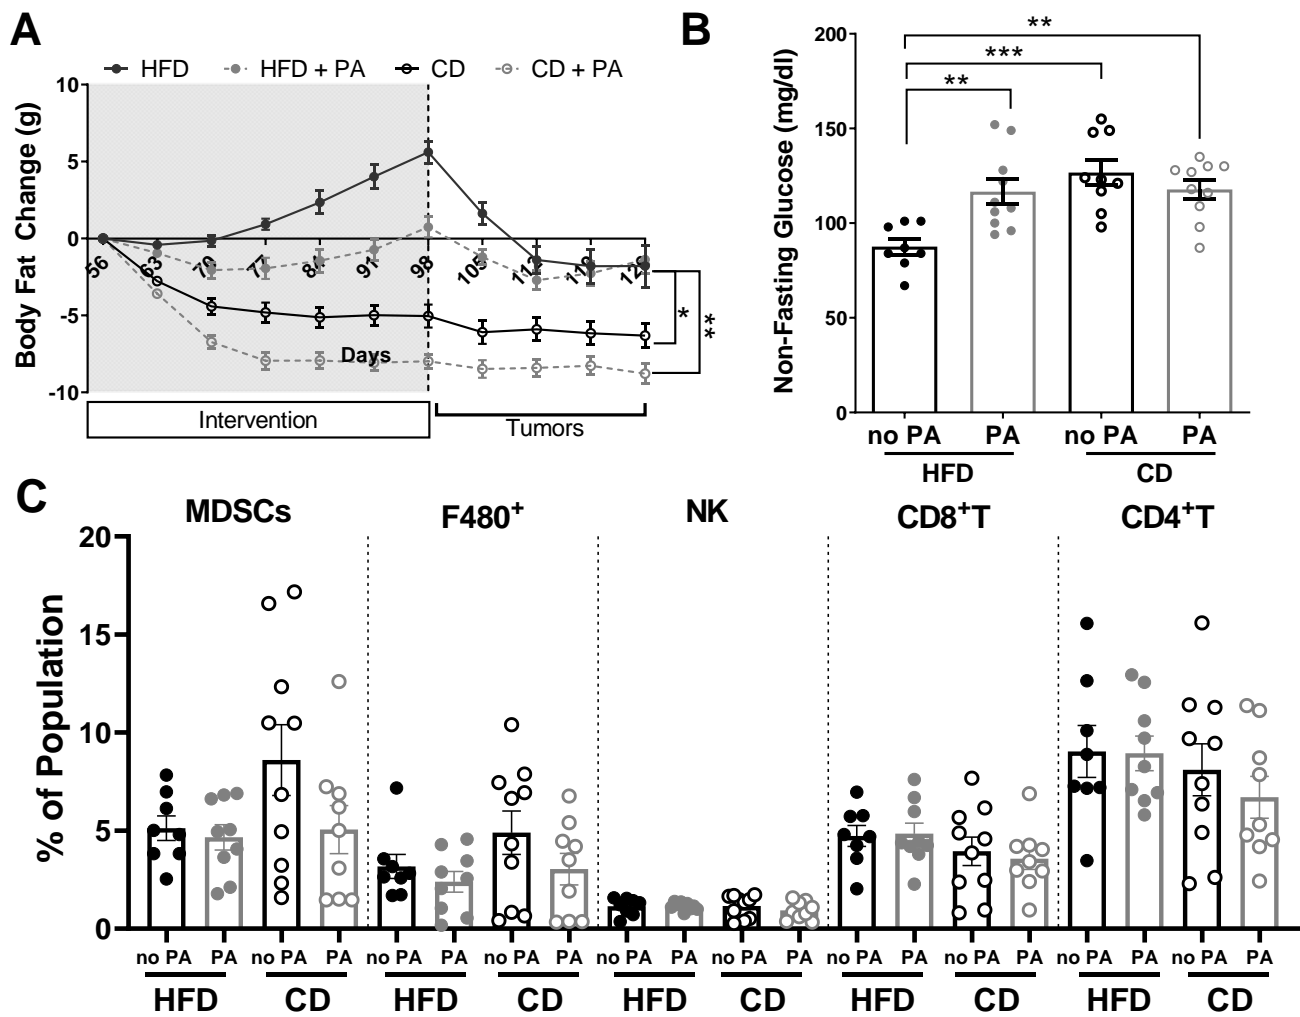 A
HFD
HFD + PA
CD
CD + PA
Body Fat Change (g)
10
5
0
-5
-10
56
63
70
77
84
91
98
105
112
119
Days
*
**
Intervention
Tumors
B
Non-Fasting Glucose (mg/dl)
200
150
100
50
0
**
***
**
no PA PA no PA PA
HFD CD
C
MDSCs F480+ NK CD8+T CD4+T
% of Population
20
15
10
5
0
no PA PA no PA PA no PA PA no PA PA no PA PA no PA PA no PA PA no PA PA no PA PA no PA PA
HFD CD HFD CD HFD CD HFD CD HFD CD